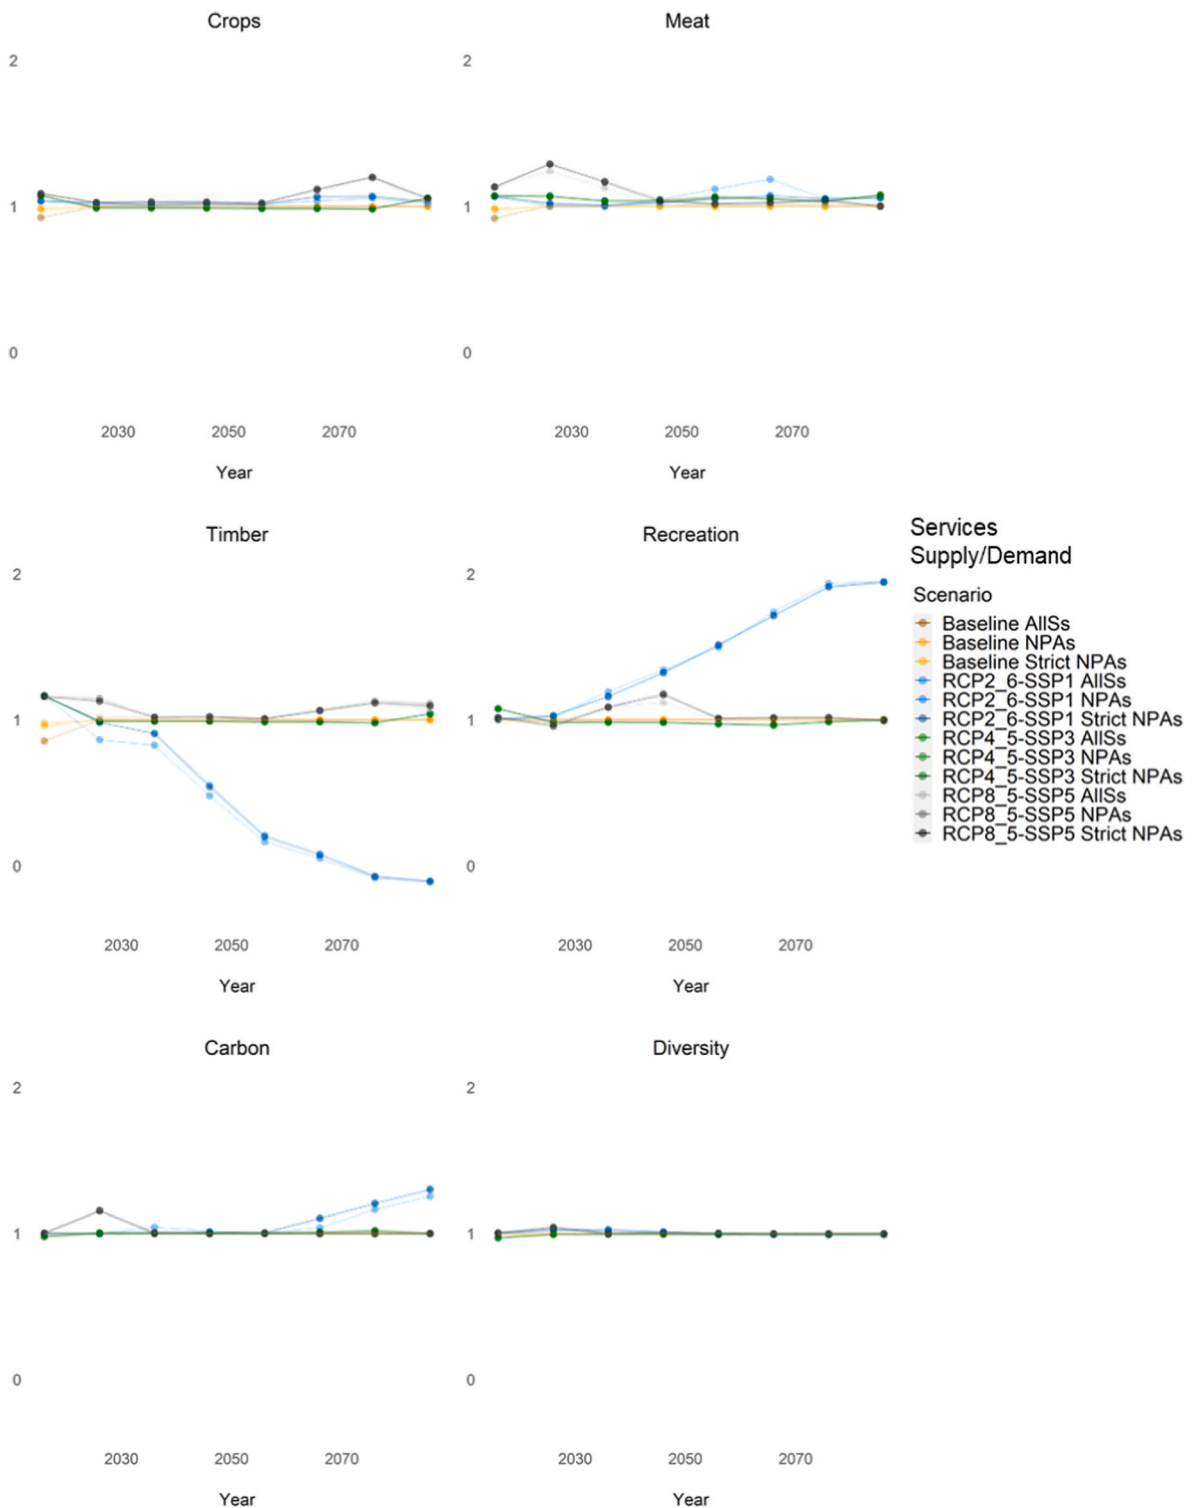 Crops
2
1
0
2030 2050 2070
Year
Meat
2
1
0
2030 2050 2070
Year
Timber
2
1
0
2030 2050 2070
Year
Recreation
2
1
0
2030 2050 2070
Year
Services
Supply/Demand
Scenario
Baseline AllSs
Baseline NPAs
Baseline Strict NPAs
RCP2_6-SSP1 AllSs
RCP2_6-SSP1 NPAs
RCP2_6-SSP1 Strict NPAs
RCP4_5-SSP3 AllSs
RCP4_5-SSP3 NPAs
RCP4_5-SSP3 Strict NPAs
RCP8_5-SSP5 AllSs
RCP8_5-SSP5 NPAs
RCP8_5-SSP5 Strict NPAs
Carbon
2
1
0
2030 2050 2070
Year
Diversity
2
1
0
2030 2050 2070
Year